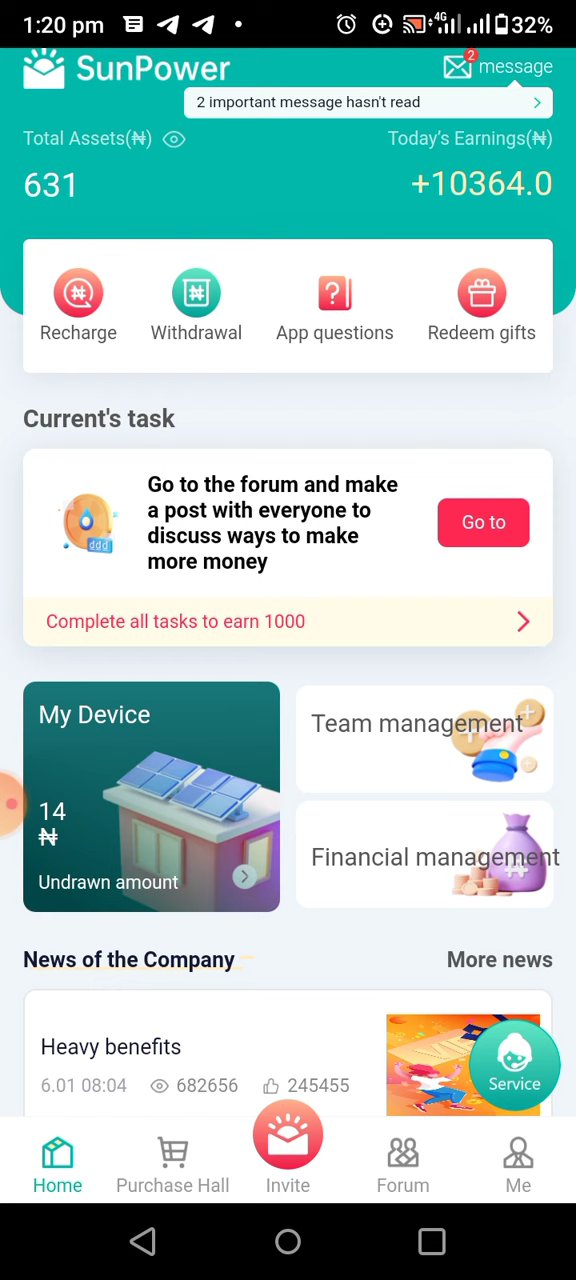 1:20 pm
4G
32%
SunPower
2
message
2 important message hasn't read
Total Assets(₦)
Today's Earnings(₦)
631
+10364.0
Recharge
Withdrawal
App questions
Redeem gifts
Current's task
Go to the forum and make
a post with everyone to
discuss ways to make
more money
Go to
Complete all tasks to earn 1000
My Device
14
₦
Undrawn amount
Team management
Financial management
News of the Company
More news
Heavy benefits
6.01 08:04
682656
245455
Service
Home
Purchase Hall
Invite
Forum
Me